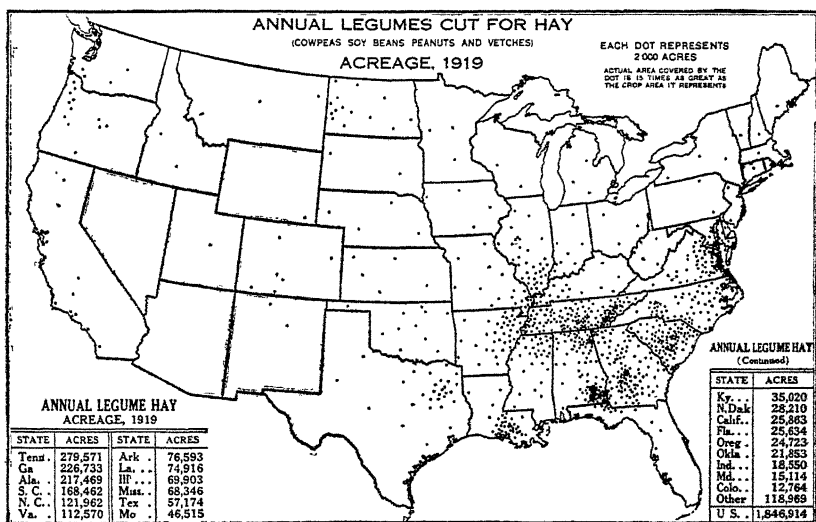 ANNUAL LEGUMES CUT FOR HAY
(COWPEAS SOY BEANS PEANUTS AND VETCHES)
ACREAGE, 1919
EACH DOT REPRESENTS
2000 ACRES
ACTUAL AREA COVERED BY THE
DOT IS 15 TIMES AS GREAT AS
THE CROP AREA IT REPRESENTS
ANNUAL LEGUME HAY
ACREAGE, 1919
STATE ACRES STATE ACRES
Tenn. 279,571 Ark 76,593
Ga 226,733 La. . . 74,916
Ala. . 217,469 Ill . . 69,903
S. C. . 168,462 Miss. . 68,346
N. C. . 121,962 Tex . 57,174
Va. . 112,570 Mo . 46,515
ANNUAL LEGUME HAY
(Continued)
STATE ACRES
Ky. . . 35,020
N.Dak 28,210
Calif. . 25,863
Fla. . . 25,634
Oreg . 24,723
Okla . 21,853
Ind. . . 18,550
Md. . . 15,114
Colo. . 12,764
Other 118,969
U S. . 1,846,914